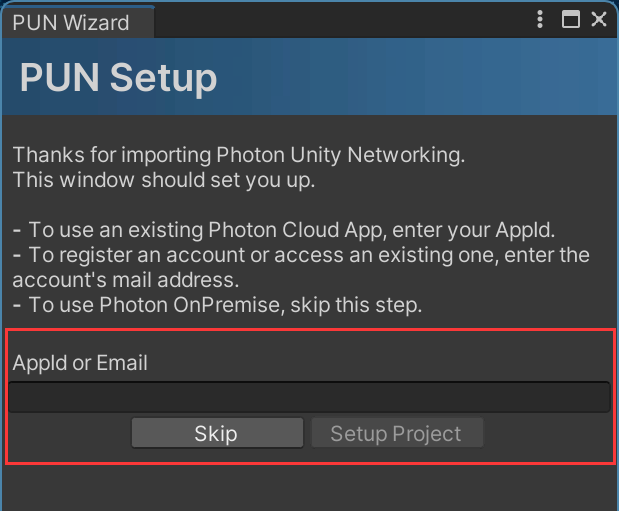 PUN Wizard
PUN Setup
Thanks for importing Photon Unity Networking.
This window should set you up.
- To use an existing Photon Cloud App, enter your AppId.
- To register an account or access an existing one, enter the
account's mail address.
- To use Photon OnPremise, skip this step.
AppId or Email
Skip
Setup Project